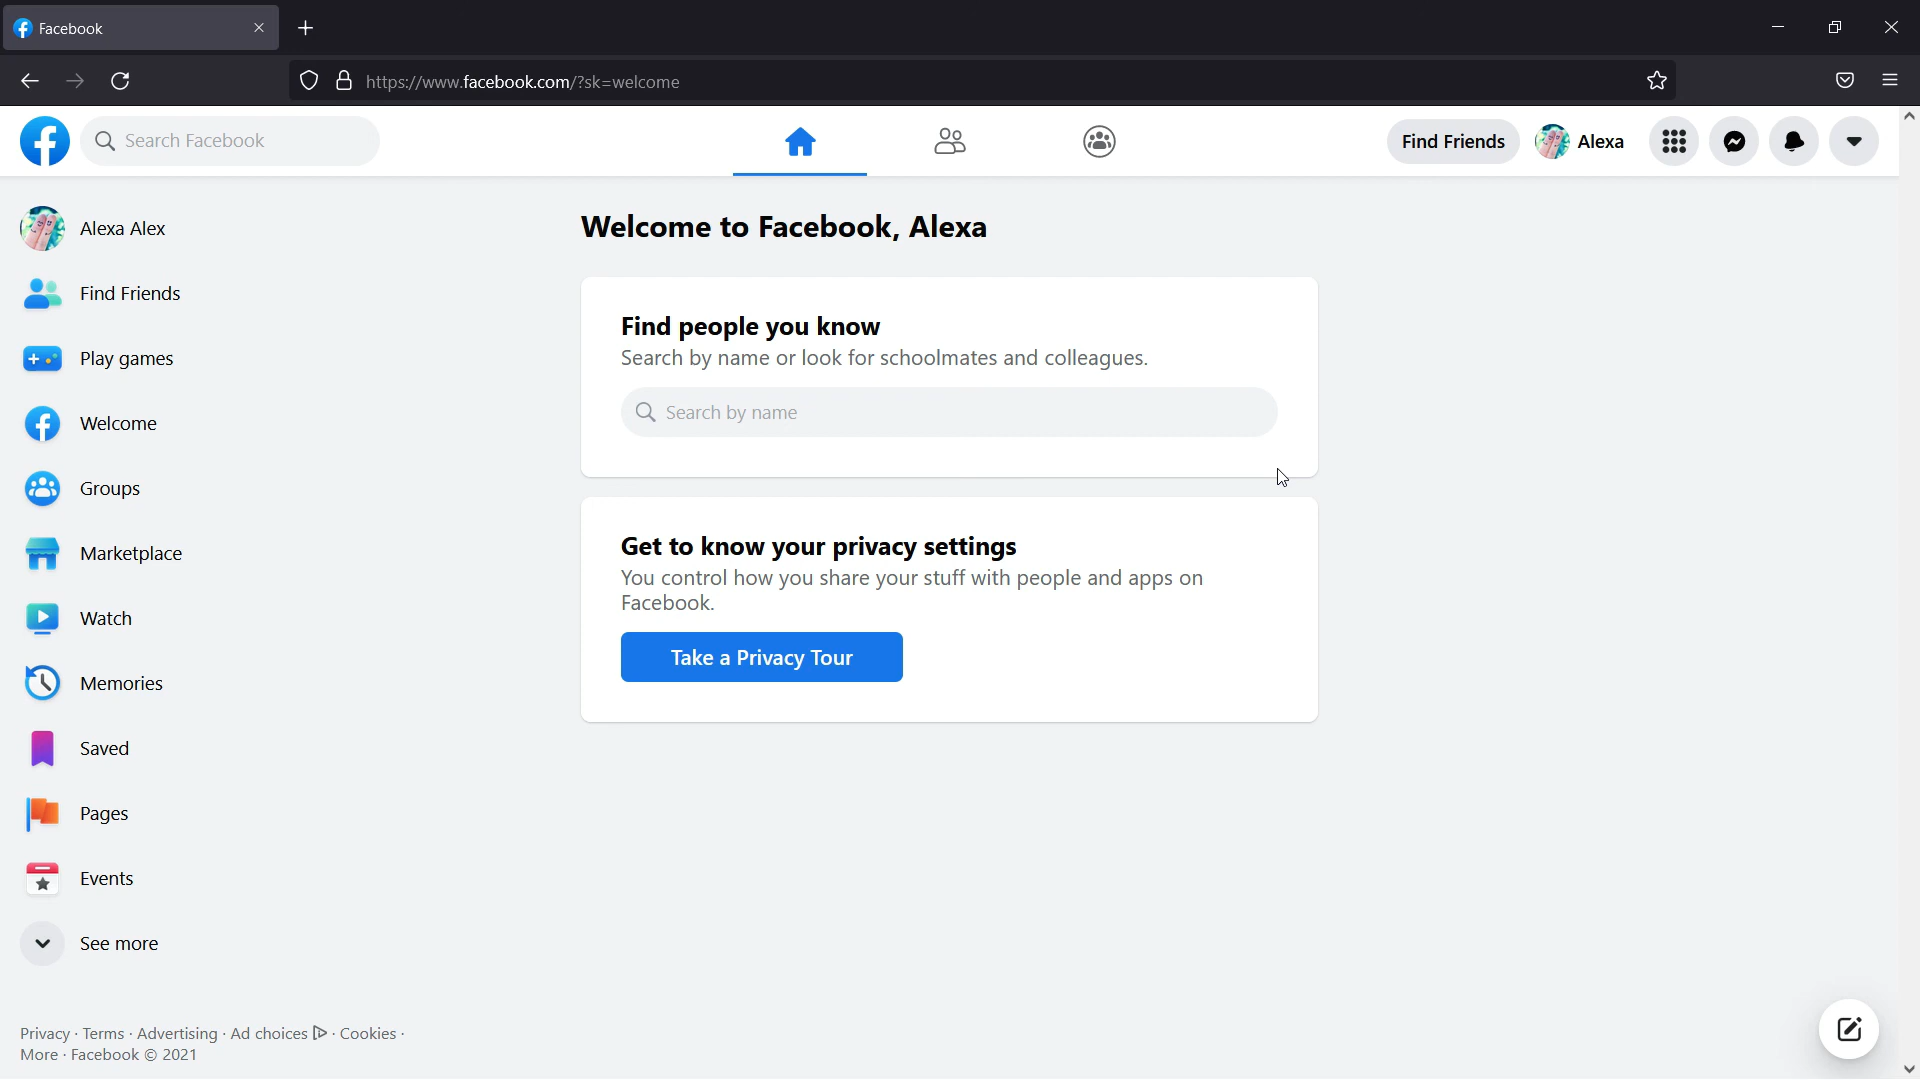 Facebook
https://www.facebook.com/?sk=welcome
Search Facebook
Find Friends
Alexa
Alexa Alex
Find Friends
Play games
Welcome
Groups
Marketplace
Watch
Memories
Saved
Pages
Events
See more
Privacy · Terms · Advertising · Ad choices · Cookies ·
More · Facebook © 2021
Welcome to Facebook, Alexa
Find people you know
Search by name or look for schoolmates and colleagues.
Search by name
Get to know your privacy settings
You control how you share your stuff with people and apps on
Facebook.
Take a Privacy Tour